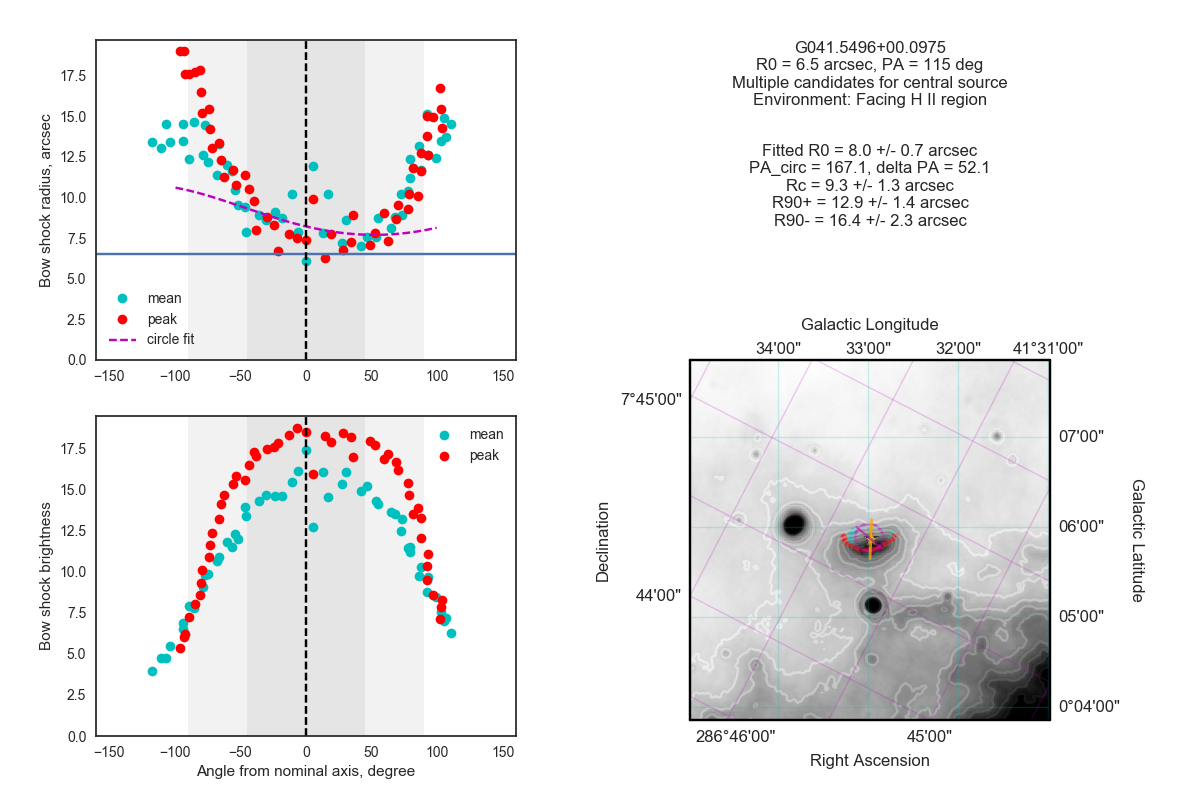 17.5
15.0
12.5
10.0
7.5
5.0
2.5
0.0
Bow shock radius, arcsec
mean
peak
circle fit
−150
−100
−50
0
50
100
150
17.5
15.0
12.5
10.0
7.5
5.0
2.5
0.0
Bow shock brightness
mean
peak
−150
−100
−50
0
50
100
150
Angle from nominal axis, degree
G041.5496+00.0975
R0 = 6.5 arcsec, PA = 115 deg
Multiple candidates for central source
Environment: Facing H II region
Fitted R0 = 8.0 +/- 0.7 arcsec
PA_circ = 167.1, delta PA = 52.1
Rc = 9.3 +/- 1.3 arcsec
R90+ = 12.9 +/- 1.4 arcsec
R90- = 16.4 +/- 2.3 arcsec
Galactic Longitude
34'00"
33'00"
32'00"
41°31'00"
7°45'00"
44'00"
Declination
07'00"
06'00"
05'00"
0°04'00"
Galactic Latitude
286°46'00"
45'00"
Right Ascension